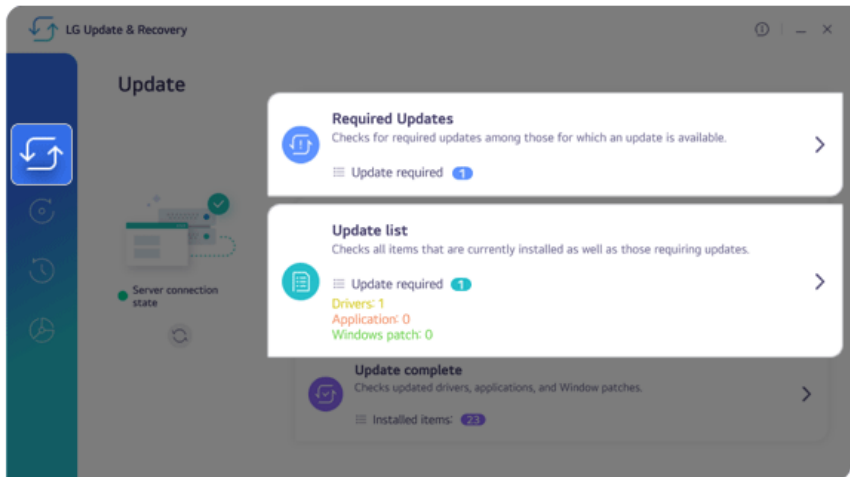 LG Update & Recovery
Update
Required Updates
Checks for required updates among those for which an update is available.
Update required 1
Update list
Checks all items that are currently installed as well as those requiring updates.
Update required 1
Drivers: 1
Application: 0
Windows patch: 0
Server connection
state
Update complete
Checks updated drivers, applications, and Window patches.
Installed items: 23